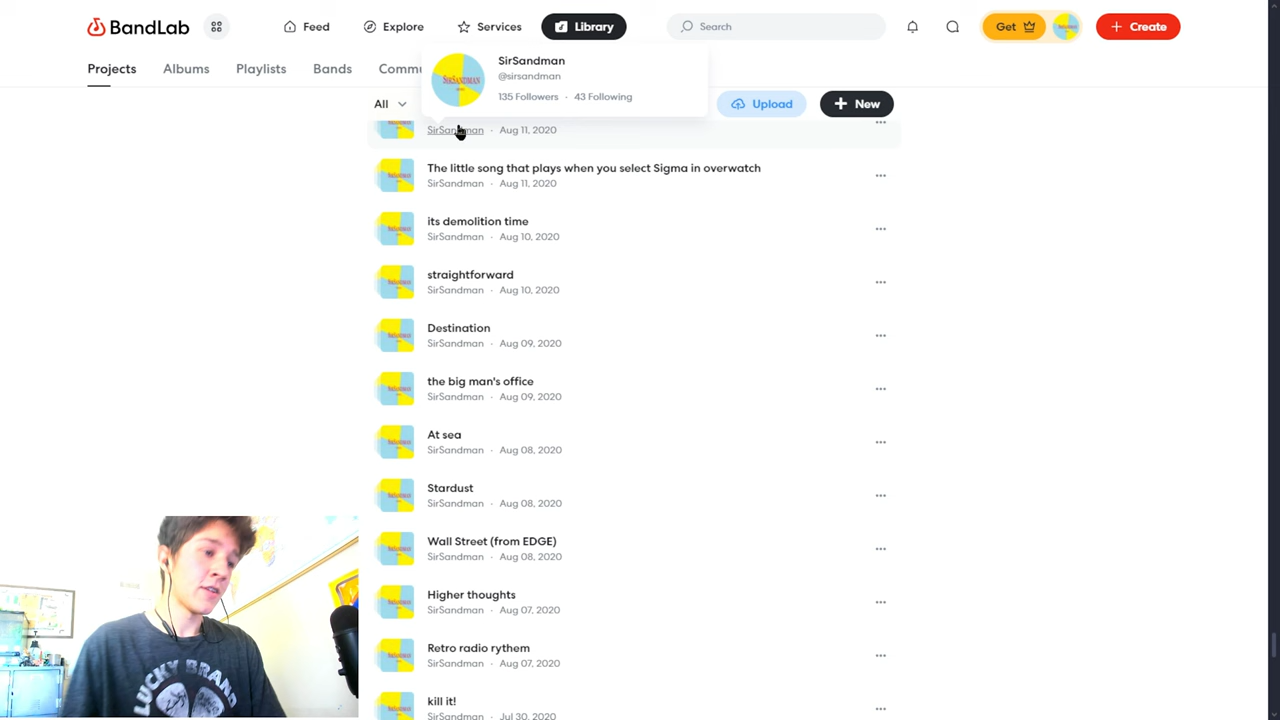 BandLab
Feed
Explore
Services
Library
Search
Get
Create
Projects
Albums
Playlists
Bands
Commu
SirSandman
@sirsandman
135 Followers · 43 Following
All
Upload
New
SirSandman · Aug 11, 2020
The little song that plays when you select Sigma in overwatch
SirSandman · Aug 11, 2020
its demolition time
SirSandman · Aug 10, 2020
straightforward
SirSandman · Aug 10, 2020
Destination
SirSandman · Aug 09, 2020
the big man's office
SirSandman · Aug 09, 2020
At sea
SirSandman · Aug 08, 2020
Stardust
SirSandman · Aug 08, 2020
Wall Street (from EDGE)
SirSandman · Aug 08, 2020
Higher thoughts
SirSandman · Aug 07, 2020
Retro radio rythem
SirSandman · Aug 07, 2020
kill it!
SirSandman · Jul 30, 2020
LUCKY BRAND